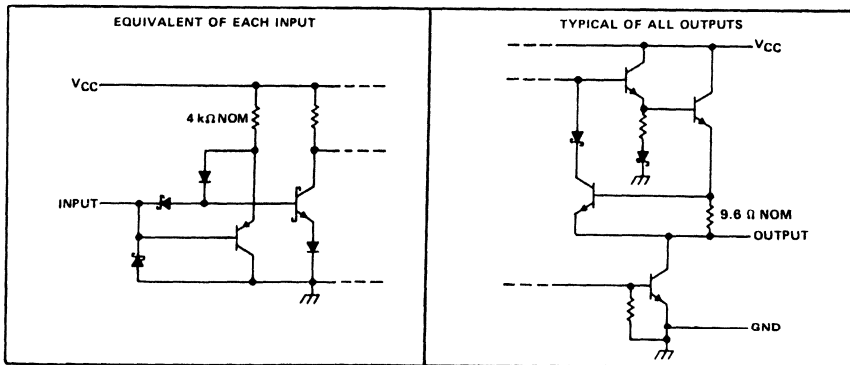 EQUIVALENT OF EACH INPUT
VCC
4 kΩ NOM
INPUT
TYPICAL OF ALL OUTPUTS
VCC
9.6 Ω NOM
OUTPUT
GND